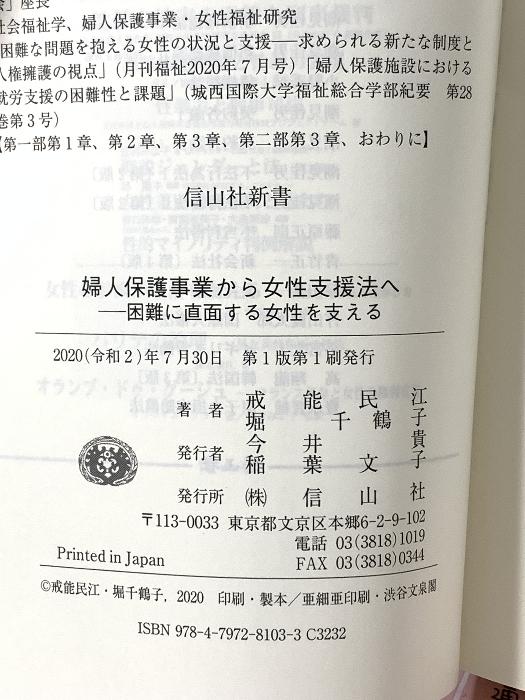 会」座長
社会福祉学、婦人保護事業・女性福祉研究
困難な問題を抱える女性の状況と支援――求められる新たな制度と
人権擁護の視点」(月刊福祉2020年7月号)「婦人保護施設における
就労支援の困難性と課題」(城西国際大学福祉総合学部紀要 第28
巻第3号)
【第一部第1章、第2章、第3章、第二部第3章、おわりに】
信山社新書
婦人保護事業から女性支援法へ
――困難に直面する女性を支える
2020(令和2)年7月30日 第1版第1刷発行
著者 戒能民江
堀千鶴子
発行者 今井貴
稲葉文子
発行所 ㈱信山社
〒113-0033 東京都文京区本郷6-2-9-102
電話 03(3818)1019
Printed in Japan FAX 03(3818)0344
©戒能民江・堀千鶴子, 2020 印刷・製本／亜細亜印刷・渋谷文泉閣
ISBN 978-4-7972-8103-3 C3232